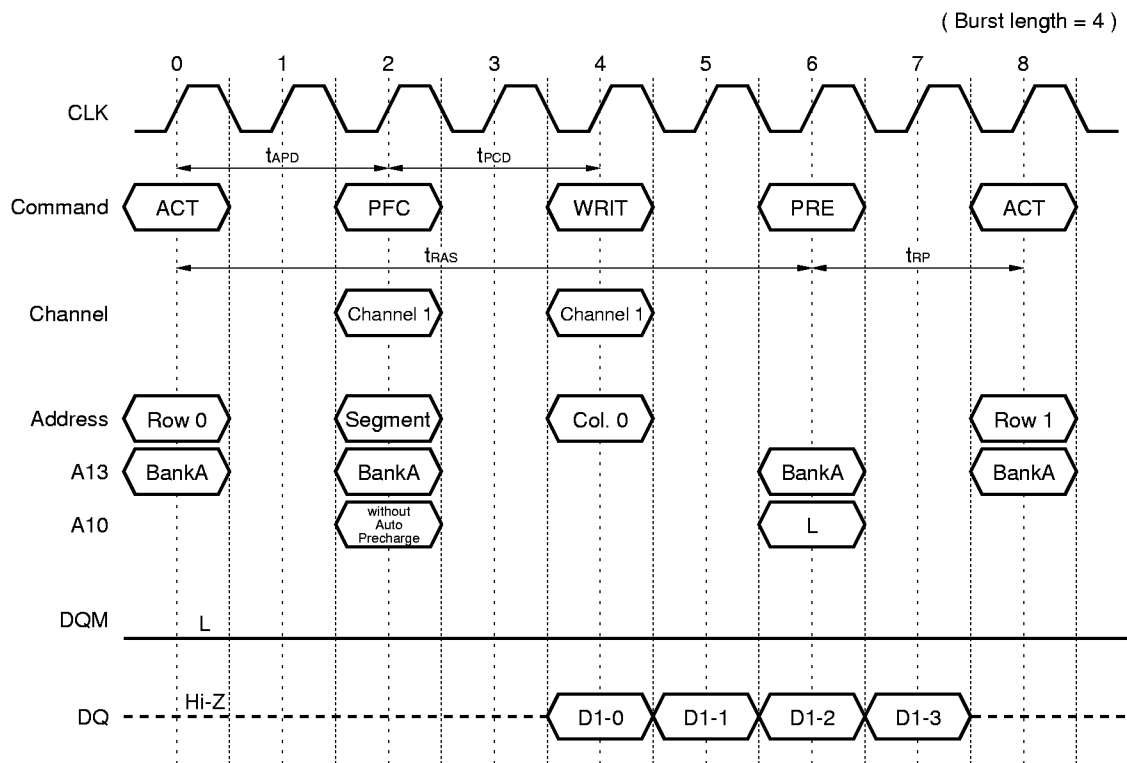 ( Burst length = 4 )
0 1 2 3 4 5 6 7 8
CLK
tAPD tPCD
Command ACT PFC WRIT PRE ACT
tRAS tRP
Channel Channel 1 Channel 1
Address Row 0 Segment Col. 0 Row 1
A13 BankA BankA BankA BankA
A10 without Auto Precharge L
DQM L
Hi-Z
DQ D1-0 D1-1 D1-2 D1-3